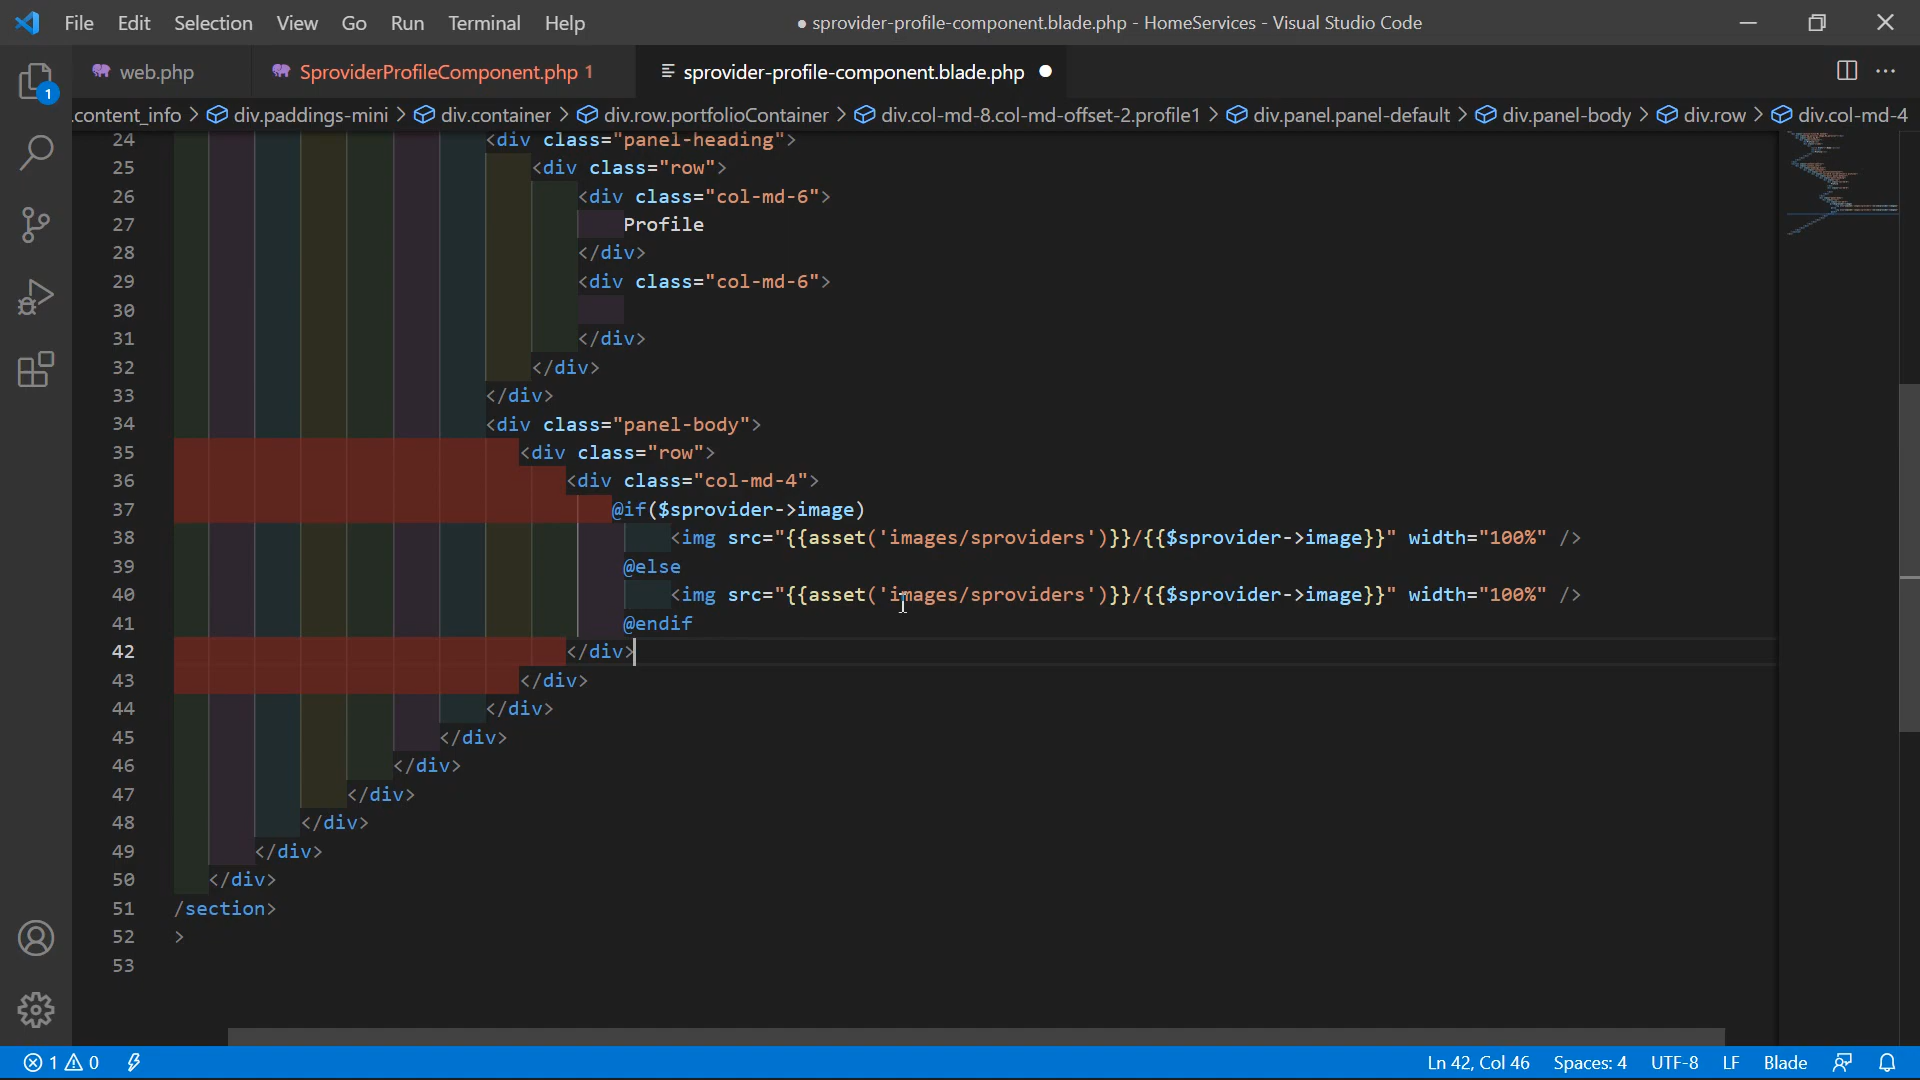 File Edit Selection View Go Run Terminal Help ● sprovider-profile-component.blade.php - HomeServices - Visual Studio Code
web.php SproviderProfileComponent.php 1 sprovider-profile-component.blade.php ●
.content_info > div.paddings-mini > div.container > div.row.portfolioContainer > div.col-md-8.col-md-offset-2.profile1 > div.panel.panel-default > div.panel-body > div.row > div.col-md-4
1
24 <div class="panel-heading">
25 <div class="row">
26 <div class="col-md-6">
27 Profile
28 </div>
29 <div class="col-md-6">
30
31 </div>
32 </div>
33 </div>
34 <div class="panel-body">
35 <div class="row">
36 <div class="col-md-4">
37 @if($sprovider->image)
38 <img src="{{asset('images/sproviders')}}/{{$sprovider->image}}" width="100%" />
39 @else
40 <img src="{{asset('images/sproviders')}}/{{$sprovider->image}}" width="100%" />
41 @endif
42 </div>
43 </div>
44 </div>
45 </div>
46 </div>
47 </div>
48 </div>
49 </div>
50 </div>
51 /section>
52 >
53
1 0 Ln 42, Col 46 Spaces: 4 UTF-8 LF Blade